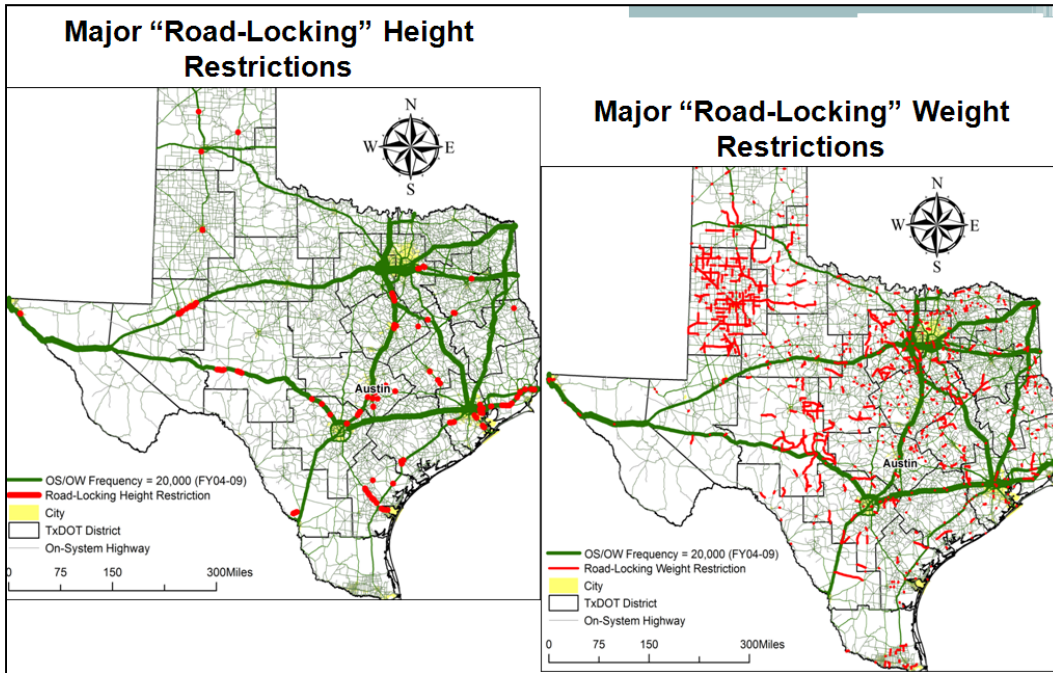 Major “Road-Locking” Height
Restrictions
N
W
E
S
Austin
OS/OW Frequency = 20,000 (FY04-09)
Road-Locking Height Restriction
City
TxDOT District
On-System Highway
0 75 150 300Miles
Major “Road-Locking” Weight
Restrictions
N
W
E
S
Austin
OS/OW Frequency = 20,000 (FY04-09)
Road-Locking Weight Restriction
City
TxDOT District
On-System Highway
0 75 150 300Miles